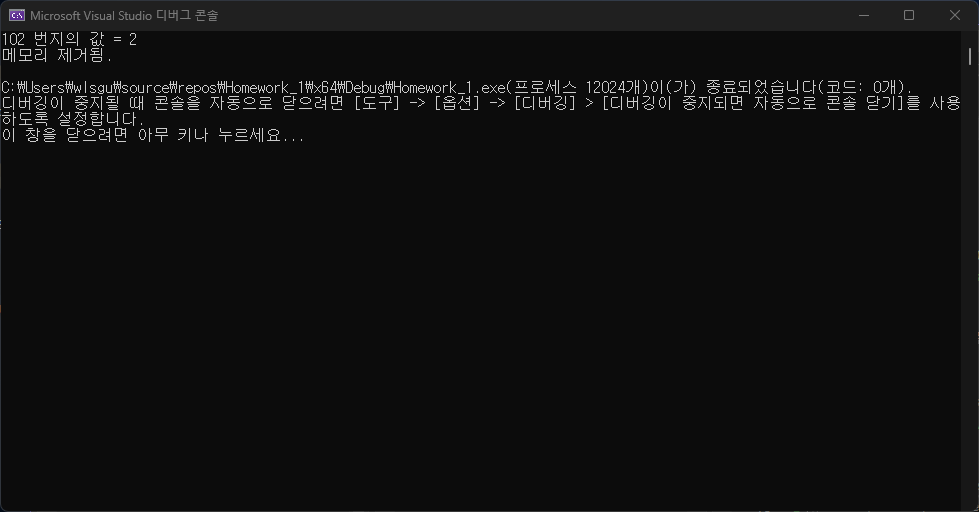 Microsoft Visual Studio 디버그 콘솔
102 번지의 값 = 2
메모리 제거됨.
C:₩Users₩wlsgu₩source₩repos₩Homework_1₩x64₩Debug₩Homework_1.exe(프로세스 12024개)이(가) 종료되었습니다(코드: 0개).
디버깅이 중지될 때 콘솔을 자동으로 닫으려면 [도구] -> [옵션] -> [디버깅] > [디버깅이 중지되면 자동으로 콘솔 닫기]를 사용
하도록 설정합니다.
이 창을 닫으려면 아무 키나 누르세요...